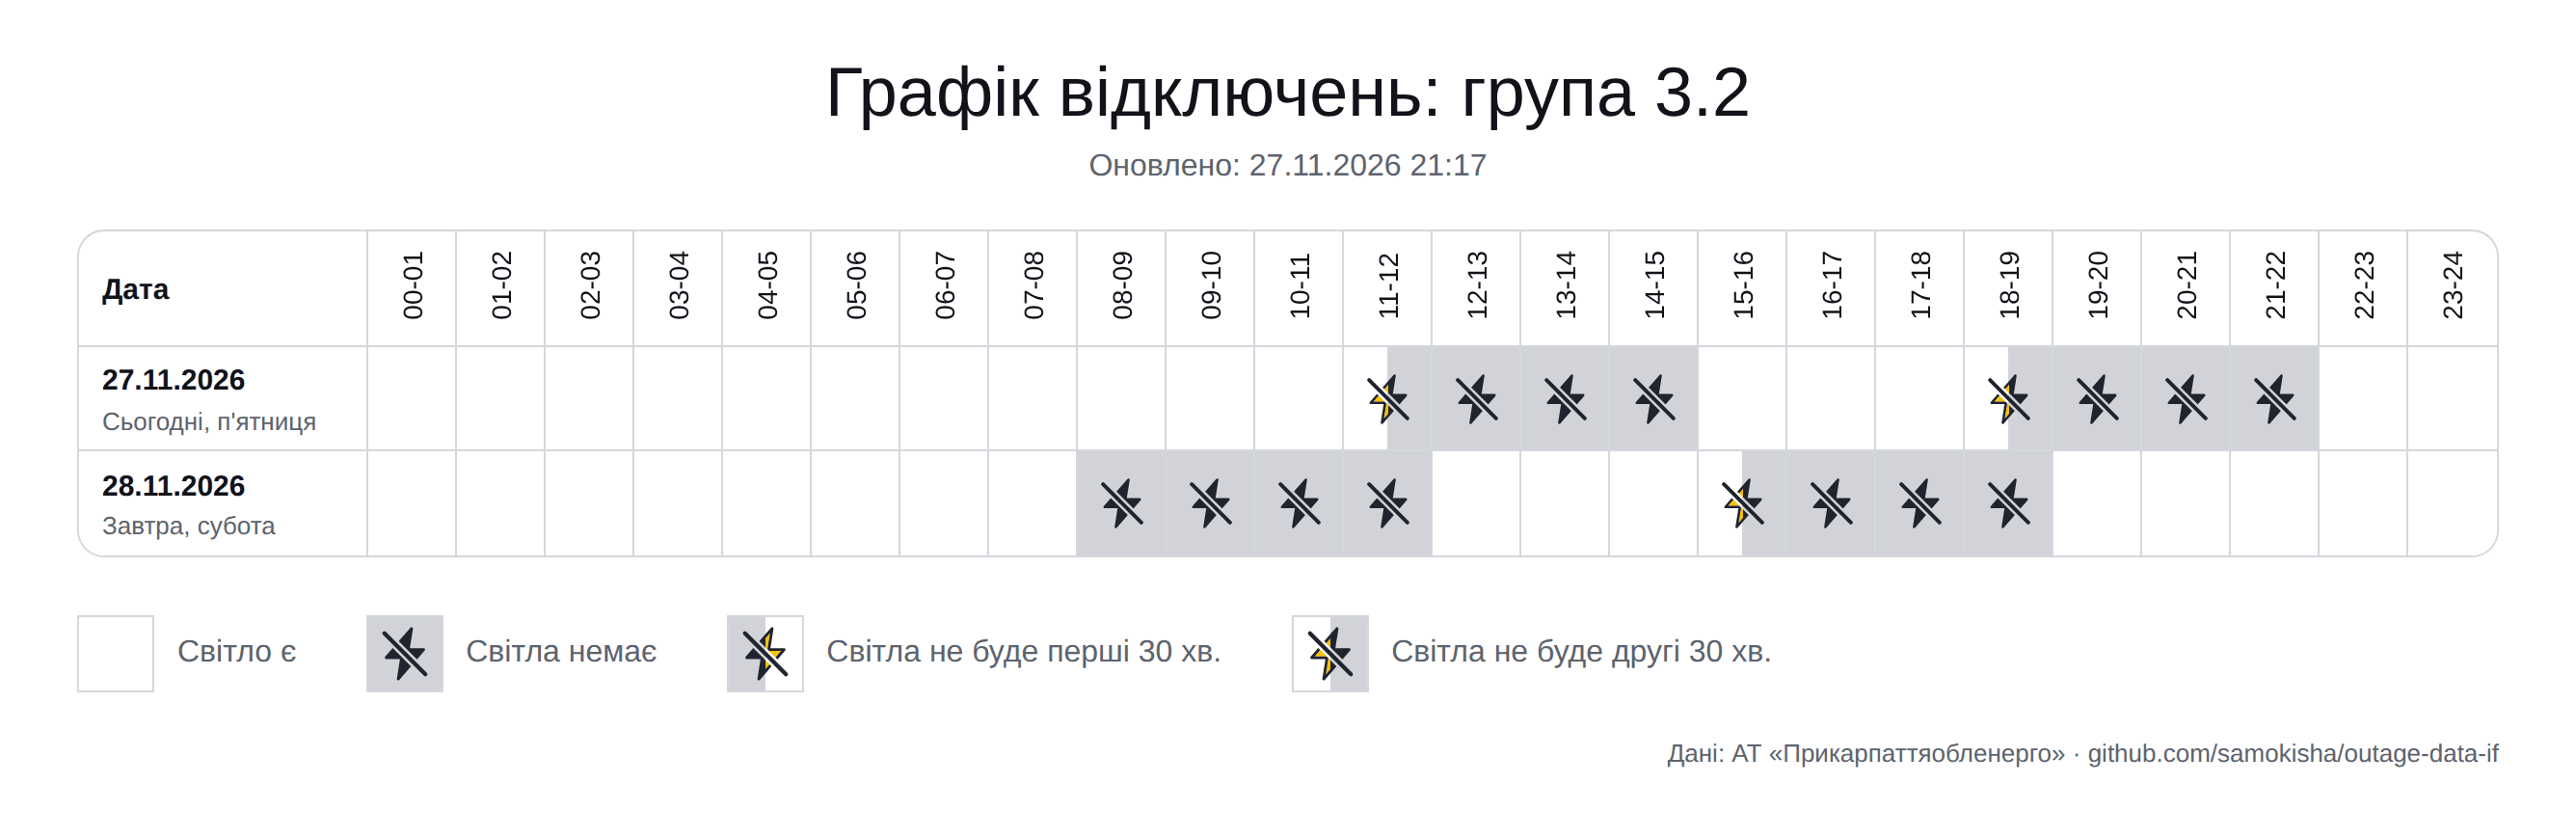 Графік відключень: група 3.2
Оновлено: 27.11.2026 21:17
Дата 00-01 01-02 02-03 03-04 04-05 05-06 06-07 07-08 08-09 09-10 10-11 11-12 12-13 13-14 14-15 15-16 16-17 17-18 18-19 19-20 20-21 21-22 22-23 23-24
27.11.2026
Сьогодні, п'ятниця
28.11.2026
Завтра, субота
Світло є Світла немає Світла не буде перші 30 хв. Світла не буде другі 30 хв.
Дані: АТ «Прикарпаттяобленерго» · github.com/samokisha/outage-data-if